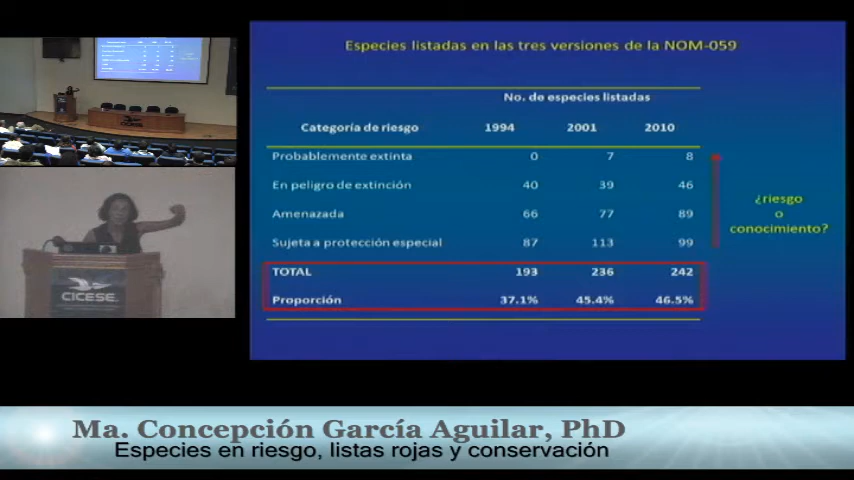 Especies listadas en las tres versiones de la NOM-059
No. de especies listadas
Categoría de riesgo 1994 2001 2010
Probablemente extinta 0 7 8
En peligro de extinción 40 39 46
Amenazada 66 77 89
Sujeta a protección especial 87 113 99
TOTAL 193 236 242
Proporción 37.1% 45.4% 46.5%
¿riesgo
o
conocimiento?
CICESE
Ma. Concepción García Aguilar, PhD
Especies en riesgo, listas rojas y conservación